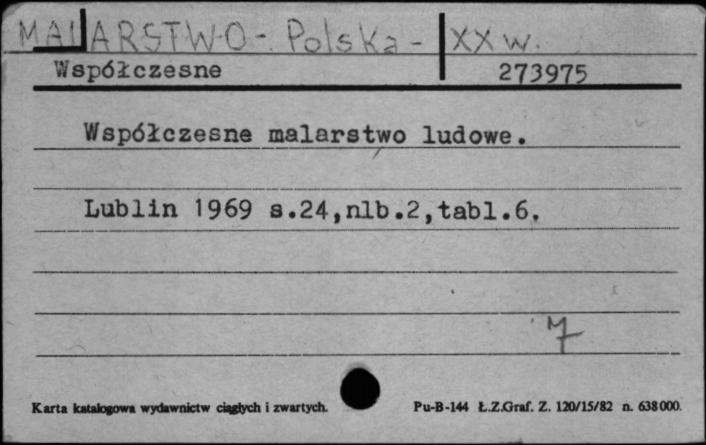 MALARSTWO - Polska - XX w.
Współczesne 273975
Współczesne malarstwo ludowe.
Lublin 1969 s.24,nlb.2,tabl.6.
7
Karta katalogowa wydawnictw ciągłych i zwartych. Pu-B-144 Ł.Z.Graf. Z. 120/15/82 n. 638000.